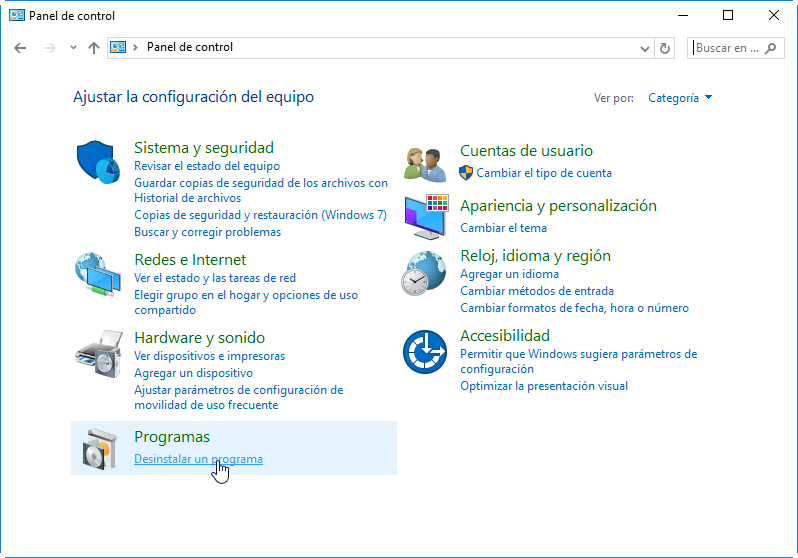 Panel de control
Panel de control
Buscar en ...
Ajustar la configuración del equipo
Ver por:
Categoría
Sistema y seguridad
Revisar el estado del equipo
Guardar copias de seguridad de los archivos con
Historial de archivos
Copias de seguridad y restauración (Windows 7)
Buscar y corregir problemas
Redes e Internet
Ver el estado y las tareas de red
Elegir grupo en el hogar y opciones de uso
compartido
Hardware y sonido
Ver dispositivos e impresoras
Agregar un dispositivo
Ajustar parámetros de configuración de
movilidad de uso frecuente
Programas
Desinstalar un programa
Cuentas de usuario
Cambiar el tipo de cuenta
Apariencia y personalización
Cambiar el tema
Reloj, idioma y región
Agregar un idioma
Cambiar métodos de entrada
Cambiar formatos de fecha, hora o número
Accesibilidad
Permitir que Windows sugiera parámetros de
configuración
Optimizar la presentación visual